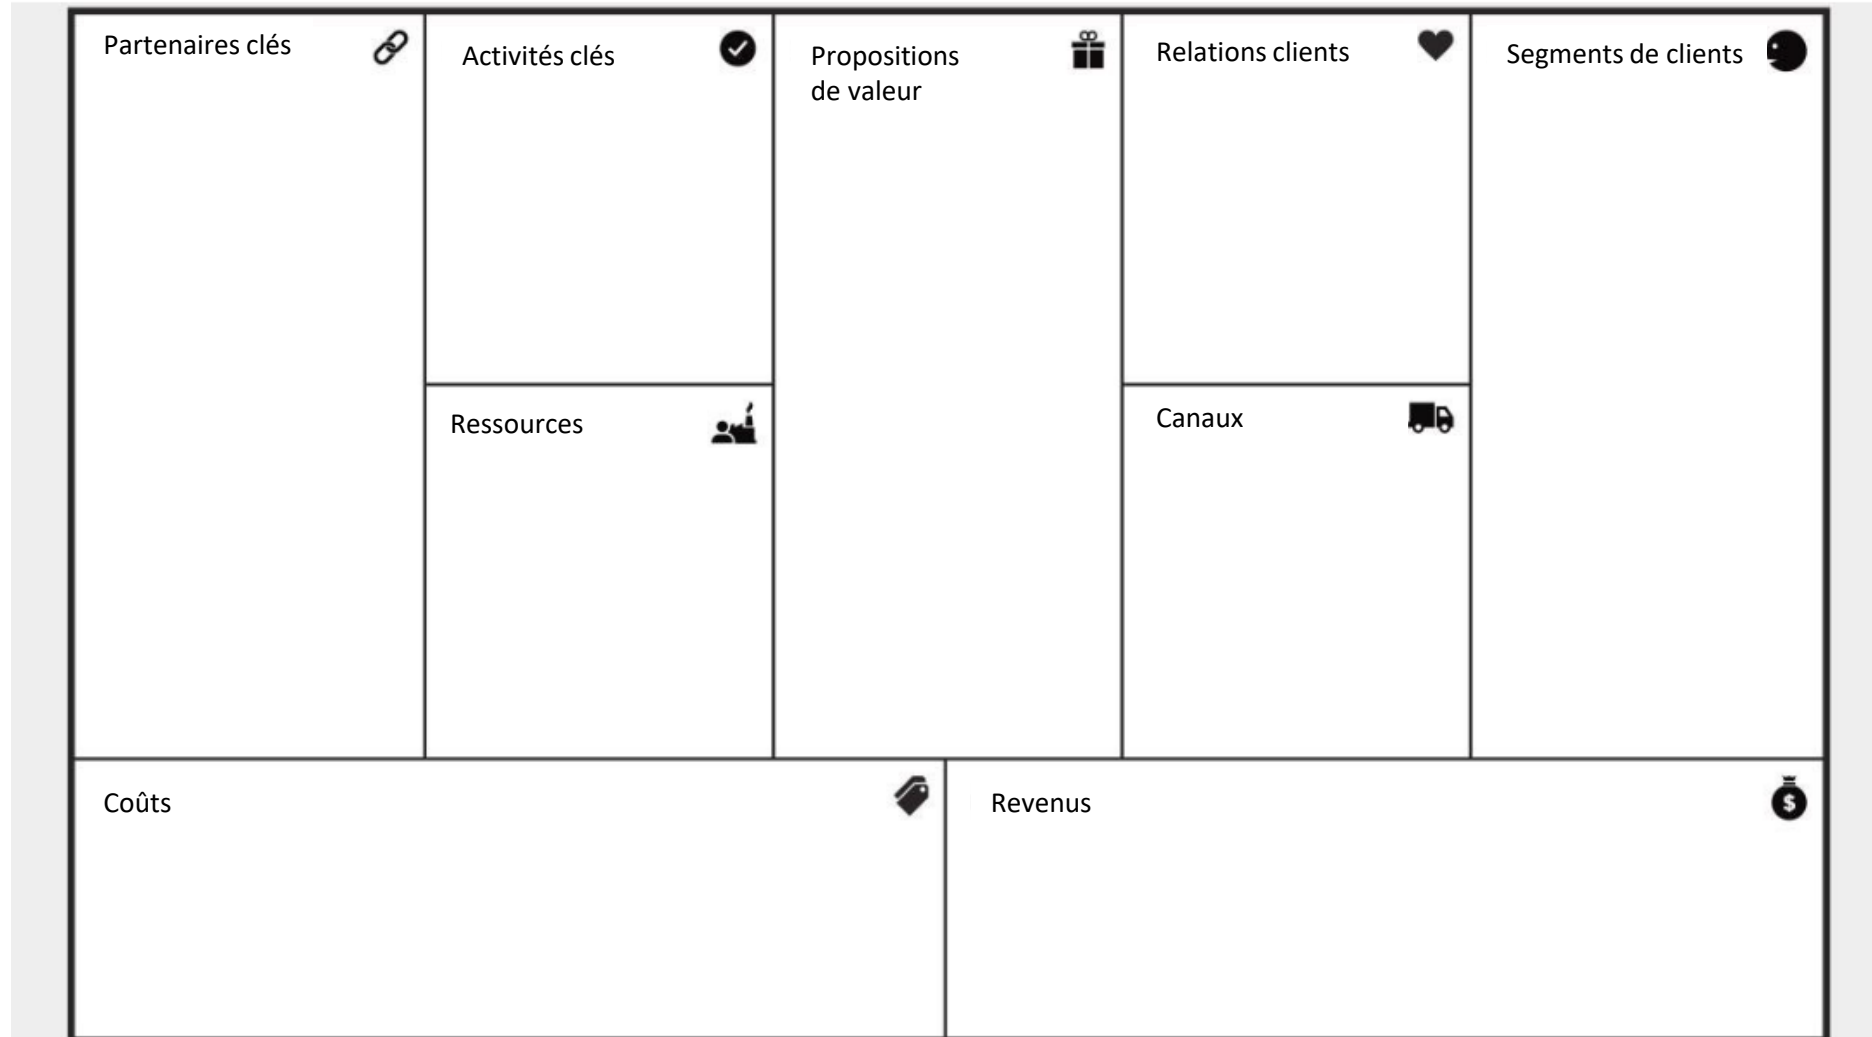 Partenaires clés
Activités clés
Propositions
de valeur
Relations clients
Segments de clients
Ressources
Canaux
Coûts
Revenus
$